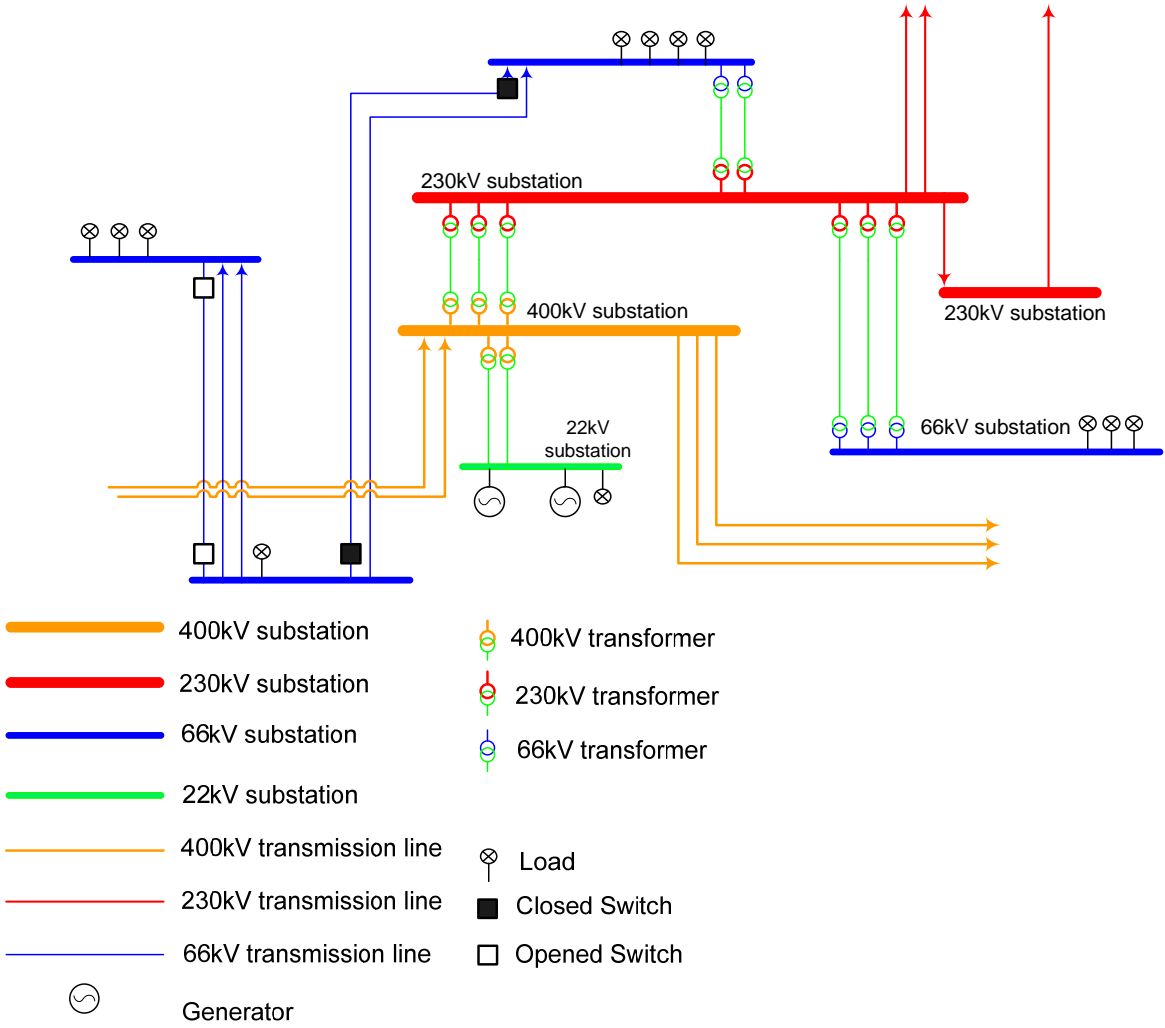 230kV substation
400kV substation
230kV substation
22kV
substation
66kV substation
400kV substation
230kV substation
66kV substation
22kV substation
400kV transmission line
230kV transmission line
66kV transmission line
Generator
400kV transformer
230kV transformer
66kV transformer
Load
Closed Switch
Opened Switch